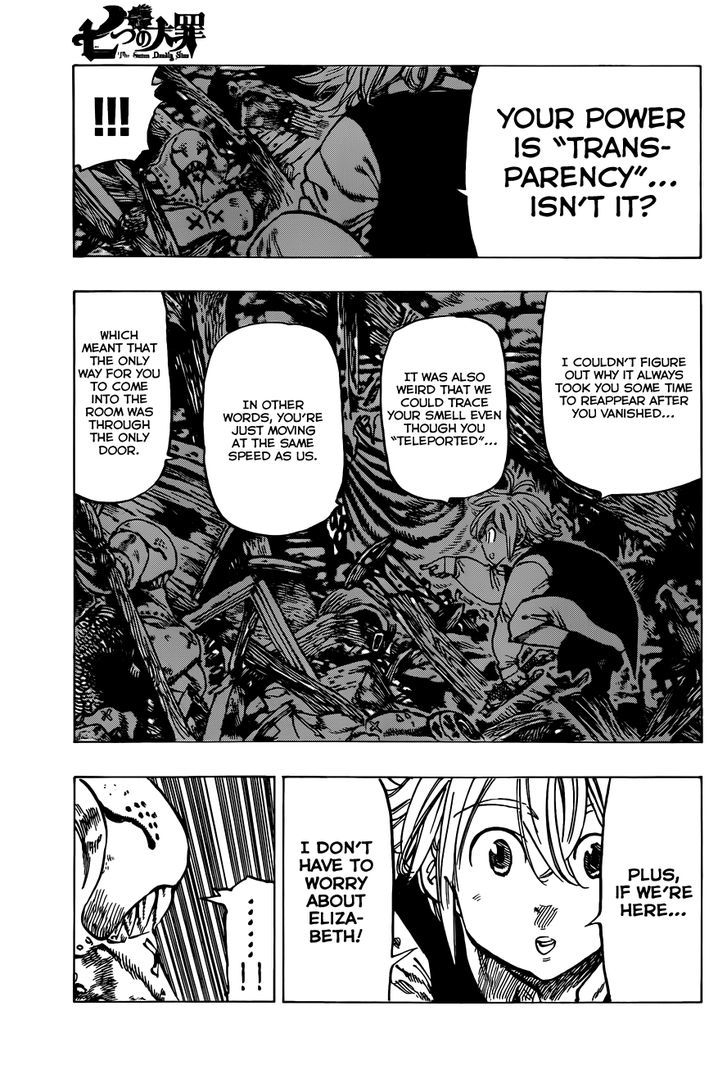 七つの大罪
The Seven Deadly Sins
YOUR POWER
IS “TRANS-
PARENCY”...
ISN'T IT?
!!!
I COULDN'T FIGURE
OUT WHY IT ALWAYS
TOOK YOU SOME TIME
TO REAPPEAR AFTER
YOU VANISHED...
IT WAS ALSO
WEIRD THAT WE
COULD TRACE
YOUR SMELL EVEN
THOUGH YOU
“TELEPORTED”...
IN OTHER
WORDS, YOU'RE
JUST MOVING
AT THE SAME
SPEED AS US.
WHICH
MEANT THAT
THE ONLY
WAY FOR YOU
TO COME
INTO THE
ROOM WAS
THROUGH
THE ONLY
DOOR.
PLUS,
IF WE'RE
HERE...
I DON'T
HAVE TO
WORRY
ABOUT
ELIZA-
BETH!
......!!